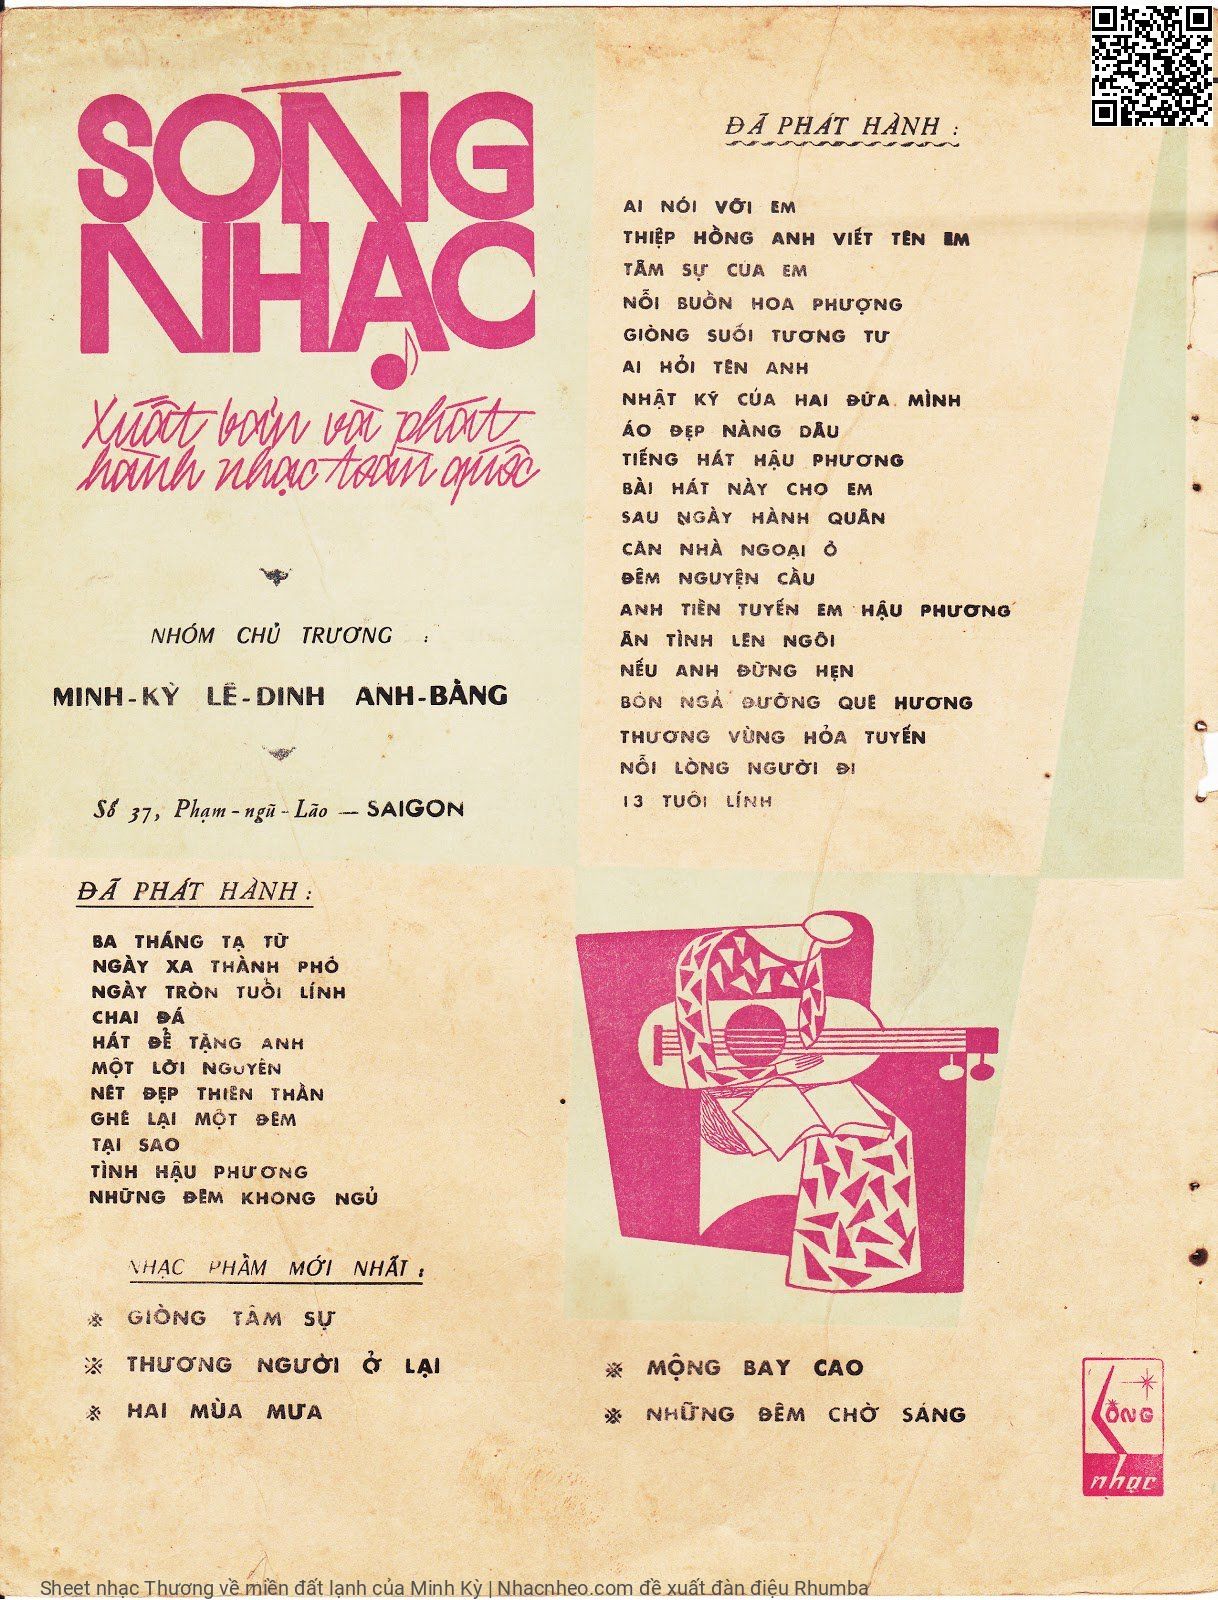 SÓNG
NHẠC
Xuất bản và phát
hành nhạc toàn quốc
NHÓM CHỦ TRƯƠNG :
MINH-KỲ LÊ-DINH ANH-BẰNG
Số 37, Phạm-ngũ-Lão — SAIGON
ĐÃ PHÁT HÀNH :
BA THÁNG TẠ TỪ
NGÀY XA THÀNH PHỐ
NGÀY TRÒN TUỔI LÍNH
CHAI ĐÁ
HÁT ĐỂ TẶNG ANH
MỘT LỜI NGUYỀN
NÉT ĐẸP THIÊN THẦN
GHÉ LẠI MỘT ĐÊM
TẠI SAO
TÌNH HẬU PHƯƠNG
NHỮNG ĐÊM KHÔNG NGỦ
NHẠC PHẦM MỚI NHẤT :
※ GIÒNG TÂM SỰ
※ THƯƠNG NGƯỜI Ở LẠI
※ HAI MÙA MƯA
ĐÃ PHÁT HÀNH :
AI NÓI VỚI EM
THIỆP HỒNG ANH VIẾT TÊN EM
TÂM SỰ CỦA EM
NỖI BUỒN HOA PHƯỢNG
GIÒNG SUỐI TƯƠNG TƯ
AI HỎI TÊN ANH
NHẬT KÝ CỦA HAI ĐỨA MÌNH
ÁO ĐẸP NÀNG DÂU
TIẾNG HÁT HẬU PHƯƠNG
BÀI HÁT NÀY CHO EM
SAU NGÀY HÀNH QUÂN
CĂN NHÀ NGOẠI Ô
ĐÊM NGUYỆN CẦU
ANH TIỀN TUYẾN EM HẬU PHƯƠNG
ÂN TÌNH LÊN NGÔI
NẾU ANH ĐỪNG HẸN
BỐN NGẢ ĐƯỜNG QUÊ HƯƠNG
THƯƠNG VÙNG HỎA TUYẾN
NỖI LÒNG NGƯỜI ĐI
13 TUỔI LÍNH
※ MỘNG BAY CAO
※ NHỮNG ĐÊM CHỜ SÁNG
SÓNG
nhạc
Sheet nhạc Thương về miền đất lạnh của Minh Kỳ | Nhacnheo.com đề xuất đàn điệu Rhumba